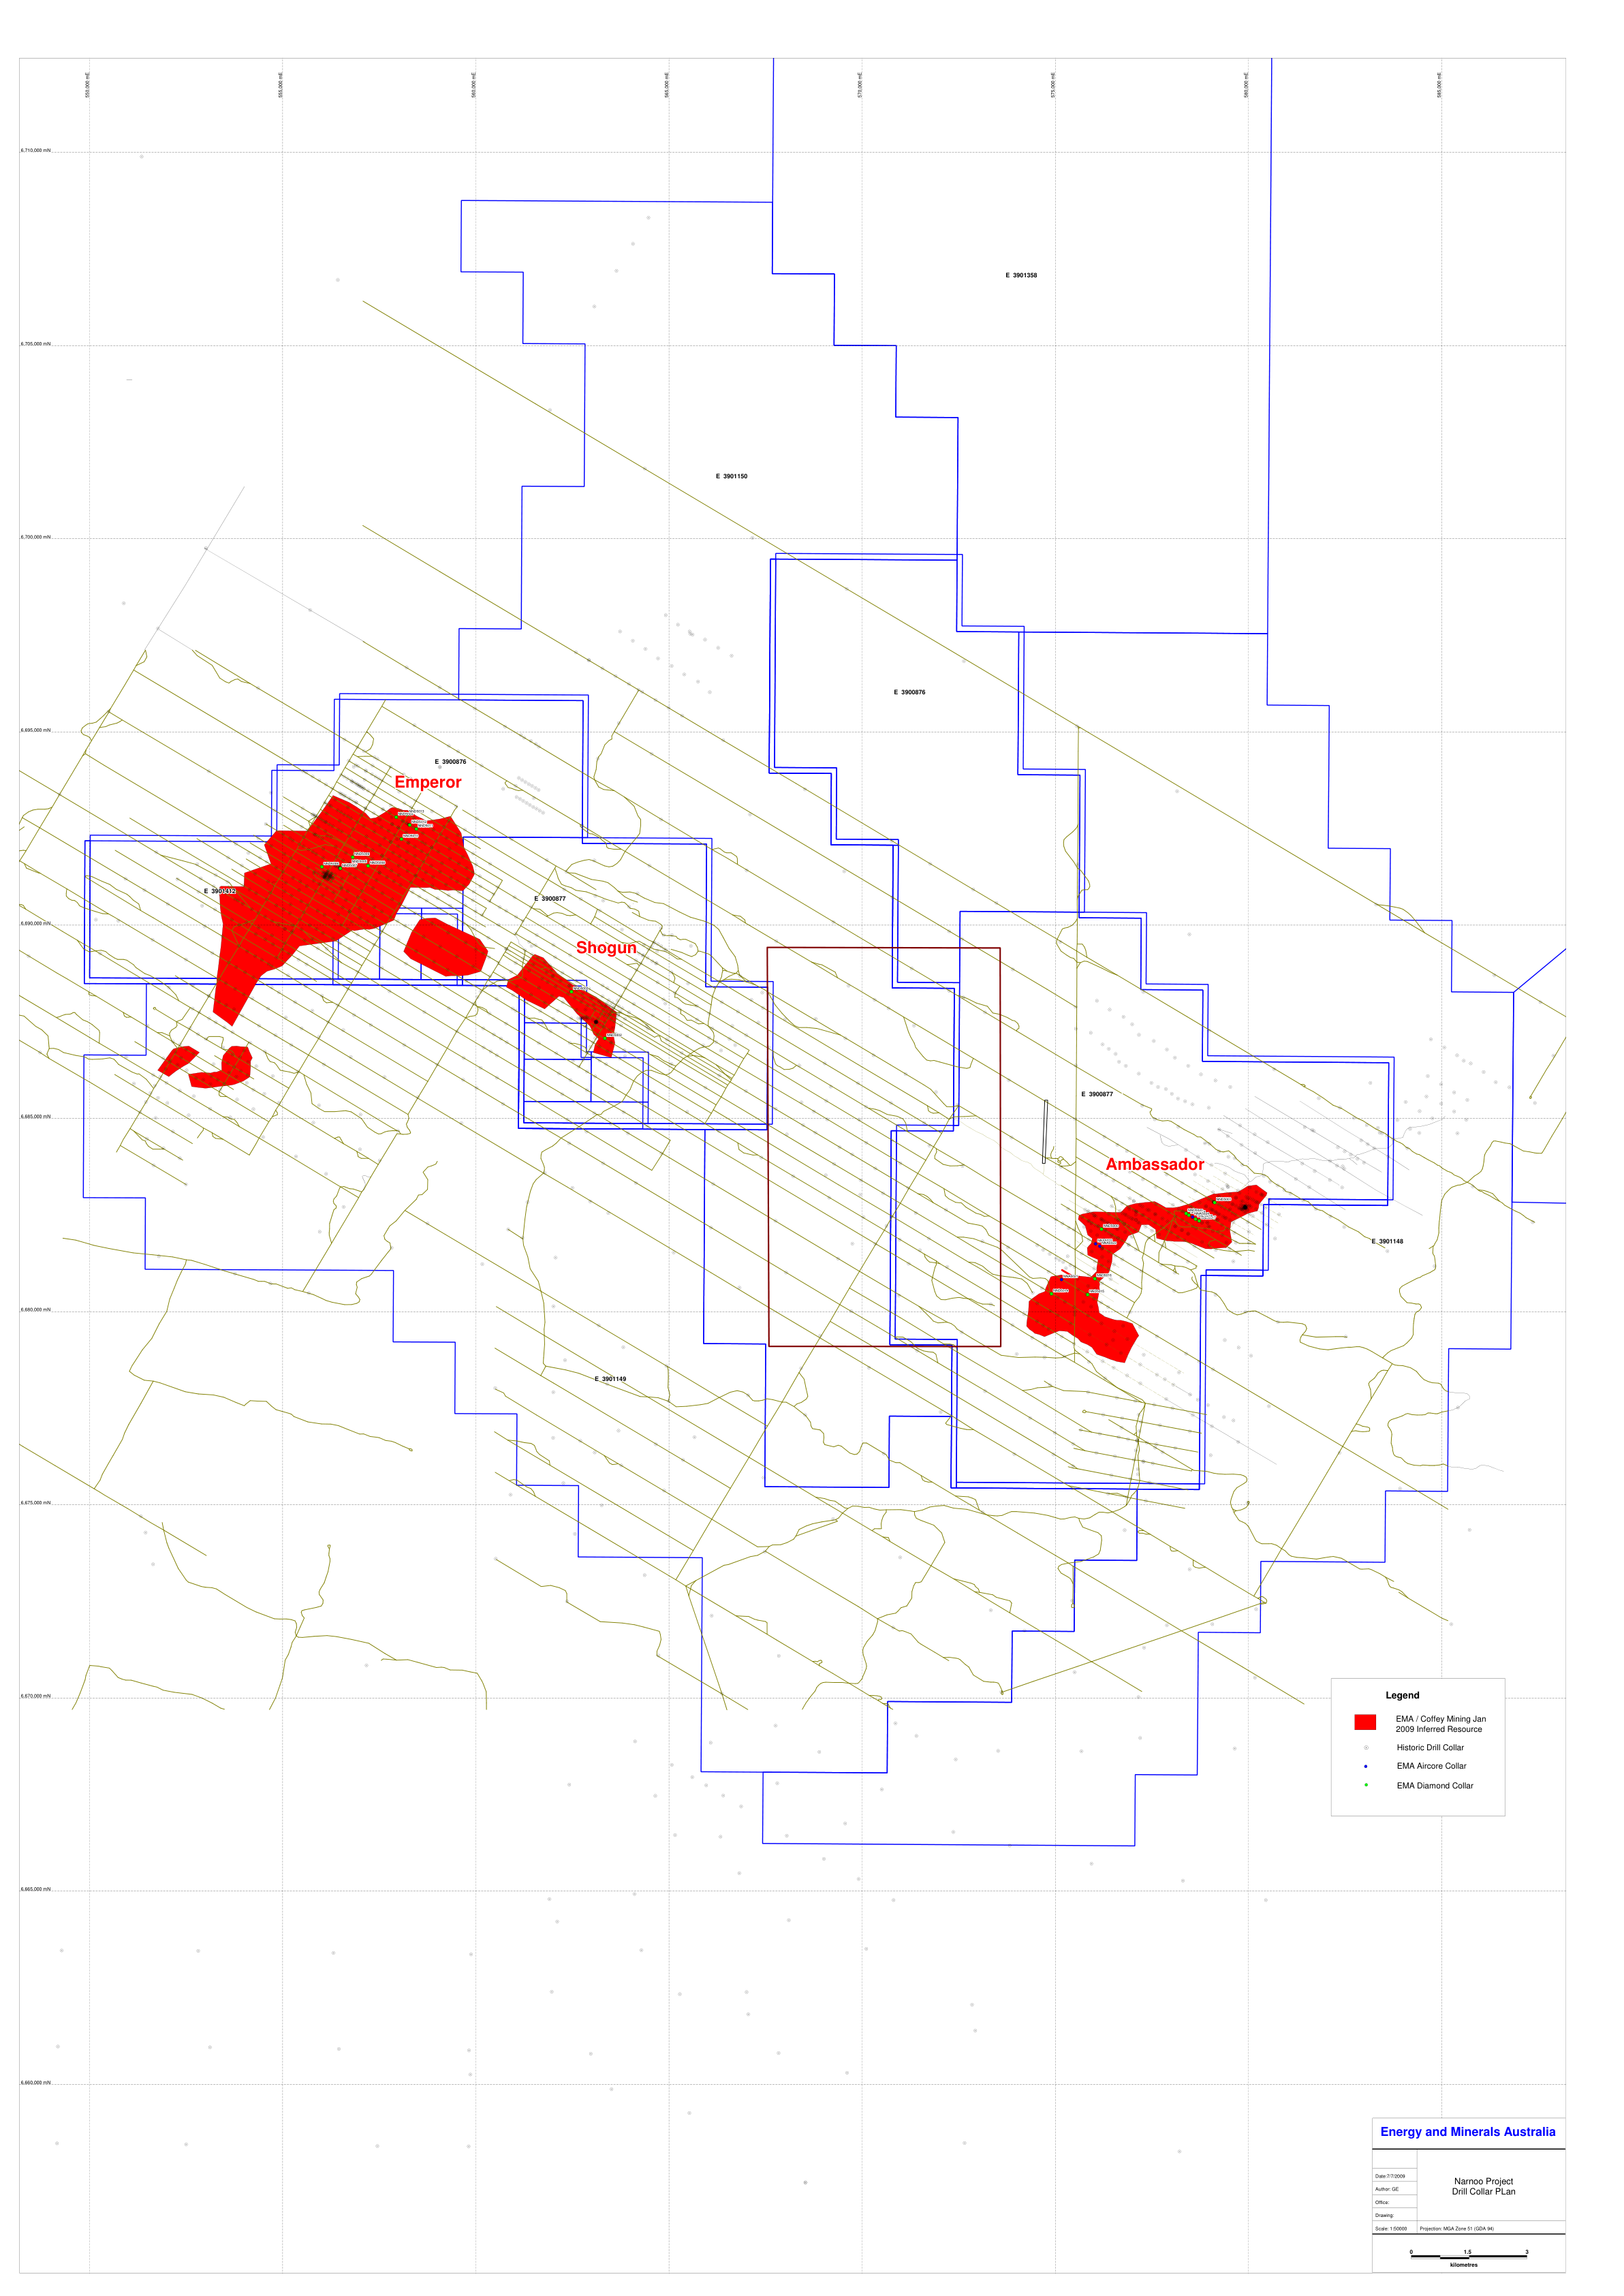 550,000 mE
555,000 mE
560,000 mE
565,000 mE
570,000 mE
575,000 mE
580,000 mE
585,000 mE
6,710,000 mN
E 3901358
6,705,000 mN
E 3901150
6,700,000 mN
E 3900876
6,695,000 mN
E 3900876
Emperor
E 3901412
E 3900877
6,690,000 mN
Shogun
E 3900877
6,685,000 mN
Ambassador
E 3901148
6,680,000 mN
E 3901149
6,675,000 mN
6,670,000 mN
Legend
EMA / Coffey Mining Jan
2009 Inferred Resource
Historic Drill Collar
EMA Aircore Collar
EMA Diamond Collar
6,665,000 mN
6,660,000 mN
Energy and Minerals Australia
Date:7/7/2009
Author: GE
Office:
Drawing:
Scale: 1:50000
Narnoo Project
Drill Collar PLan
Projection: MGA Zone 51 (GDA 94)
0 1.5 3
kilometres